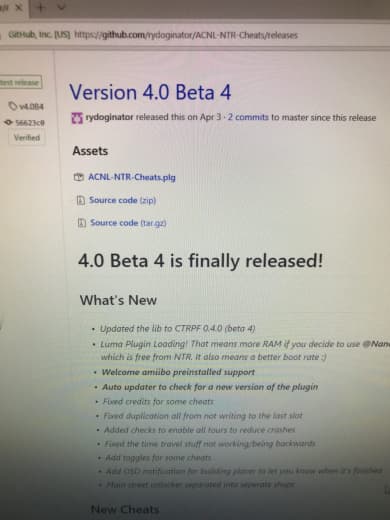 GitHub, Inc. [US] https://github.com/rydoginator/ACNL-NTR-Cheats/releases
test release
v4.0B4
56623c0
Verified
Version 4.0 Beta 4
rydoginator released this on Apr 3 · 2 commits to master since this release
Assets
ACNL-NTR-Cheats.plg
Source code (zip)
Source code (tar.gz)
4.0 Beta 4 is finally released!
What's New
• Updated the lib to CTRPF 0.4.0 (beta 4)
• Luma Plugin Loading! That means more RAM if you decide to use @Nan
which is free from NTR. It also means a better boot rate :)
• Welcome amiibo preinstalled support
• Auto updater to check for a new version of the plugin
• Fixed credits for some cheats
• Fixed duplication all from not writing to the last slot
• Added checks to enable all tours to reduce crashes
• Fixed the time travel stuff not working/being backwards
• Add toggles for some cheats
• Add OSD notification for building placer to let you know when it's finished
• Main street unlocker separated into seperate shops
New Cheats